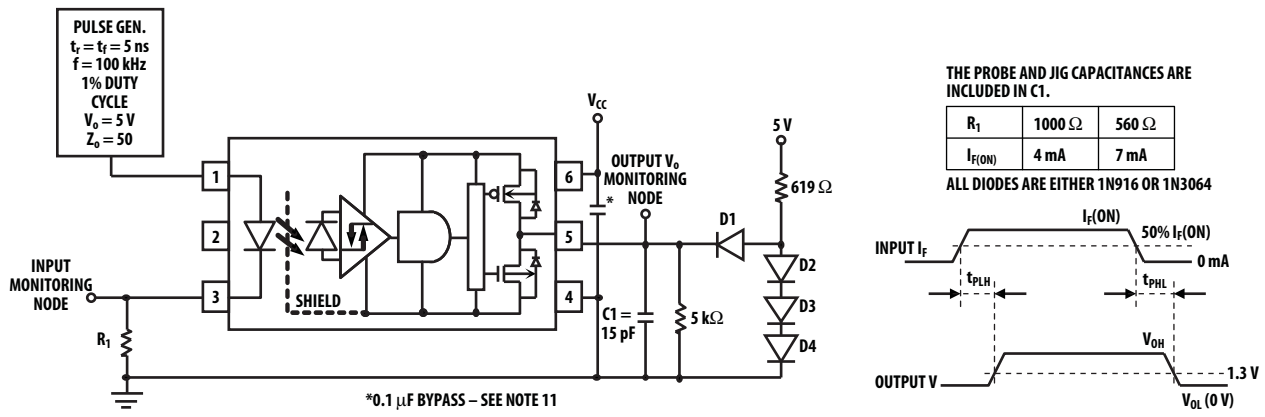 PULSE GEN.
tr = tf = 5 ns
f = 100 kHz
1% DUTY
CYCLE
Vo = 5 V
Zo = 50
1
2
3
INPUT
MONITORING
NODE
R1
SHIELD
VCC
*
6
5
4
OUTPUT Vo
MONITORING
NODE
C1 =
15 pF
5 kΩ
D1
5 V
619 Ω
D2
D3
D4
*0.1 μF BYPASS – SEE NOTE 11
THE PROBE AND JIG CAPACITANCES ARE
INCLUDED IN C1.
R1 1000 Ω 560 Ω
IF(ON) 4 mA 7 mA
ALL DIODES ARE EITHER 1N916 OR 1N3064
IF(ON)
50% IF(ON)
INPUT IF
0 mA
tPLH
tPHL
VOH
1.3 V
OUTPUT V
VOL (0 V)